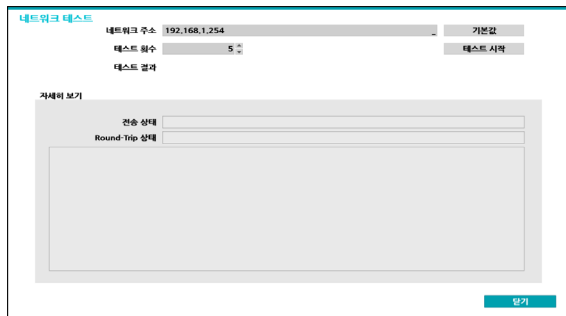 네트워크 테스트
네트워크 주소 192,168,1,254 _ 기본값
테스트 횟수 5 테스트 시작
테스트 결과
자세히 보기
전송 상태
Round-Trip 상태
닫기